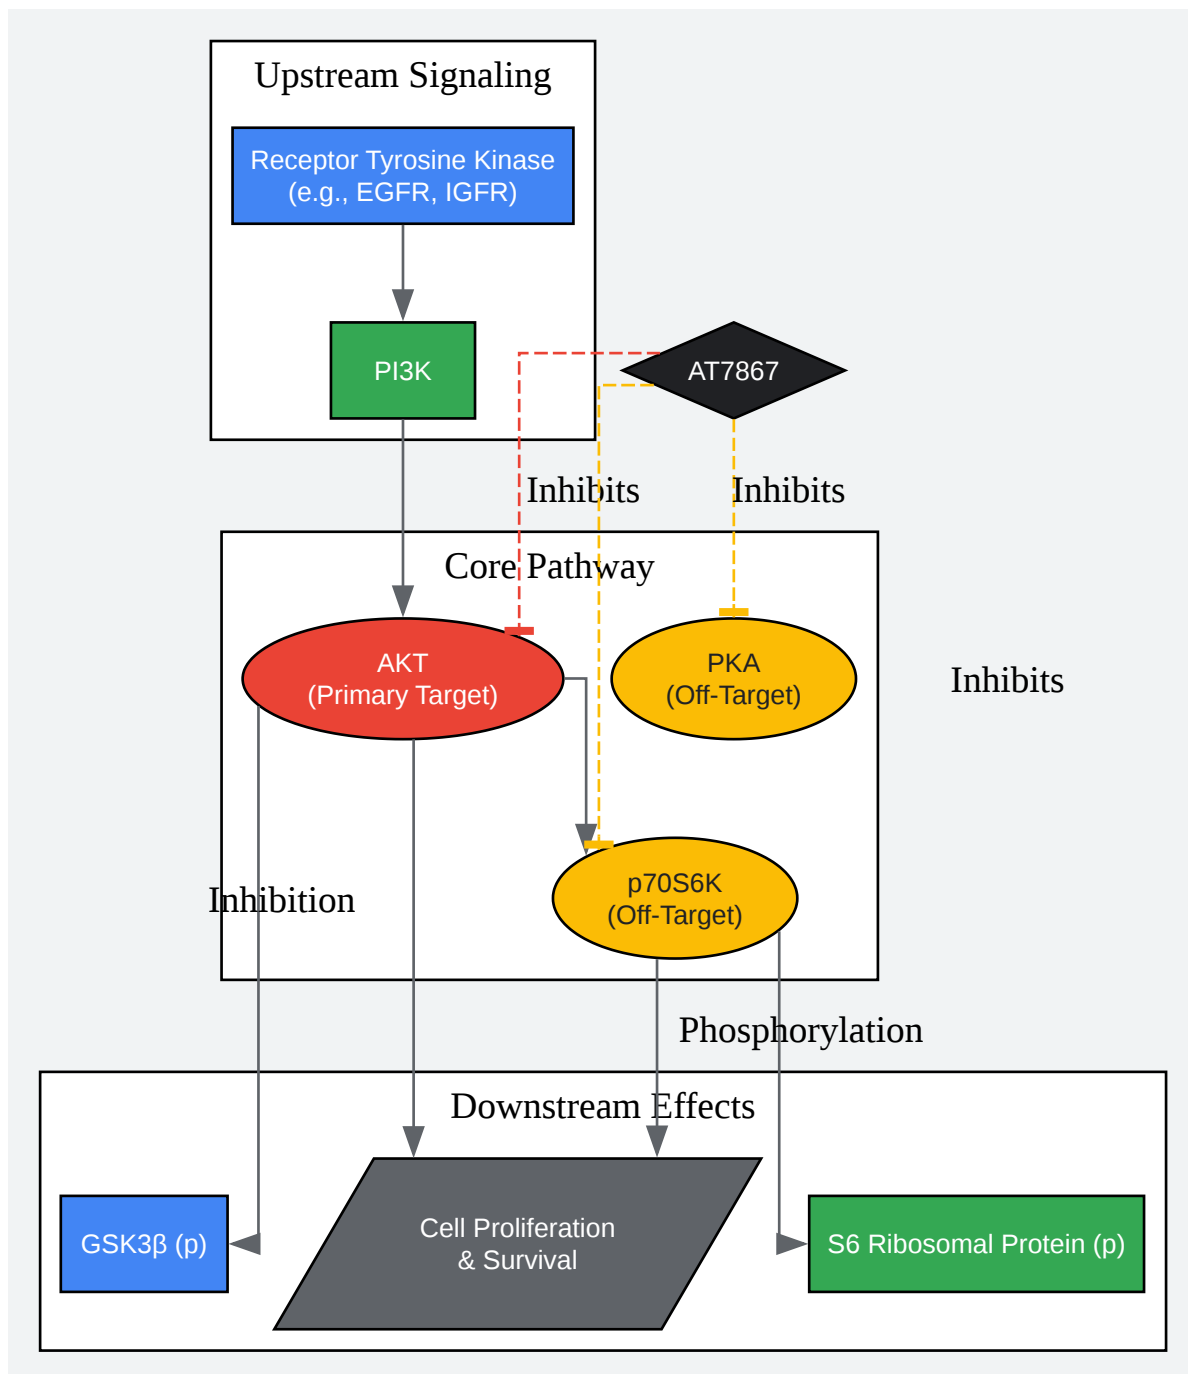 Upstream Signaling
Receptor Tyrosine Kinase
(e.g., EGFR, IGFR)
PI3K
AT7867
Inhibits
Inhibits
Core Pathway
AKT
(Primary Target)
PKA
(Off-Target)
Inhibits
p70S6K
(Off-Target)
Inhibition
Phosphorylation
Downstream Effects
GSK3β (p)
Cell Proliferation
& Survival
S6 Ribosomal Protein (p)